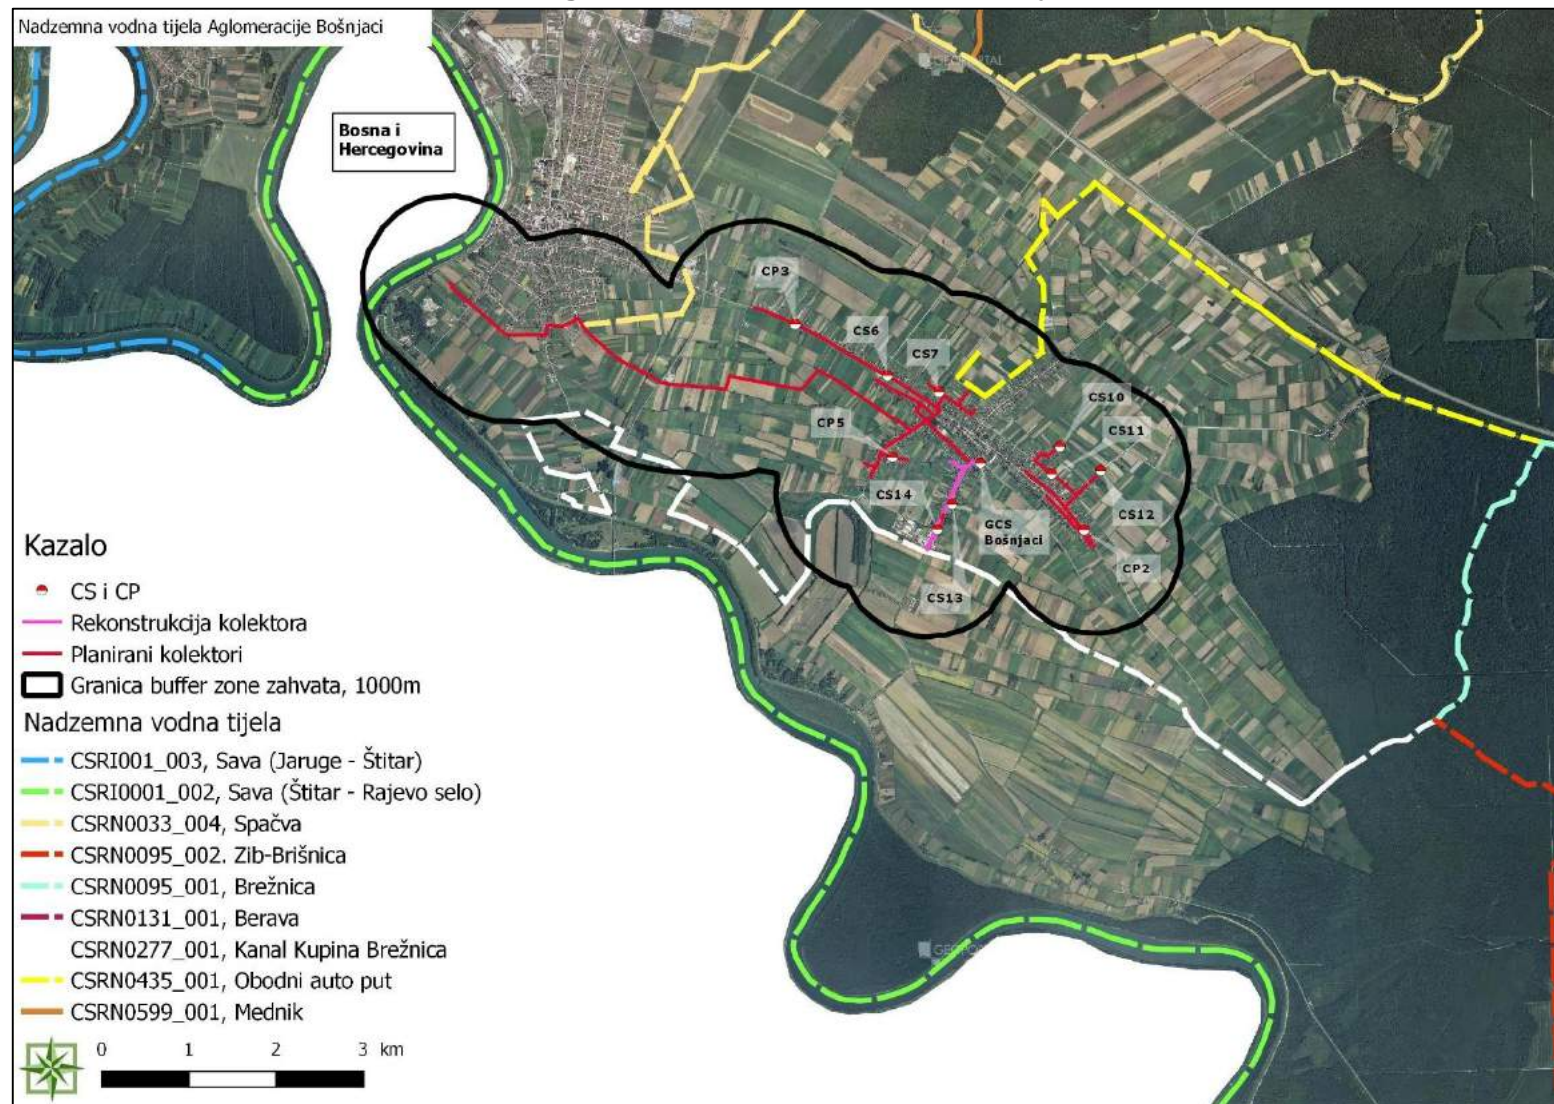 Nadzemna vodna tijela Aglomeracije Bošnjaci
Bosna i
Hercegovina
CP3
CS6
CS7
CS10
CP5
CS11
CS14
CS12
GCS
Bošnjaci
CP2
CS13
Kazalo
CS i CP
Rekonstrukcija kolektora
Planirani kolektori
Granica buffer zone zahvata, 1000m
Nadzemna vodna tijela
CSRI001_003, Sava (Jaruge - Štitar)
CSRI0001_002, Sava (Štitar - Rajevo selo)
CSRN0033_004, Spačva
CSRN0095_002. Zib-Brišnica
CSRN0095_001, Brežnica
CSRN0131_001, Berava
CSRN0277_001, Kanal Kupina Brežnica
CSRN0435_001, Obodni auto put
CSRN0599_001, Mednik
0 1 2 3 km